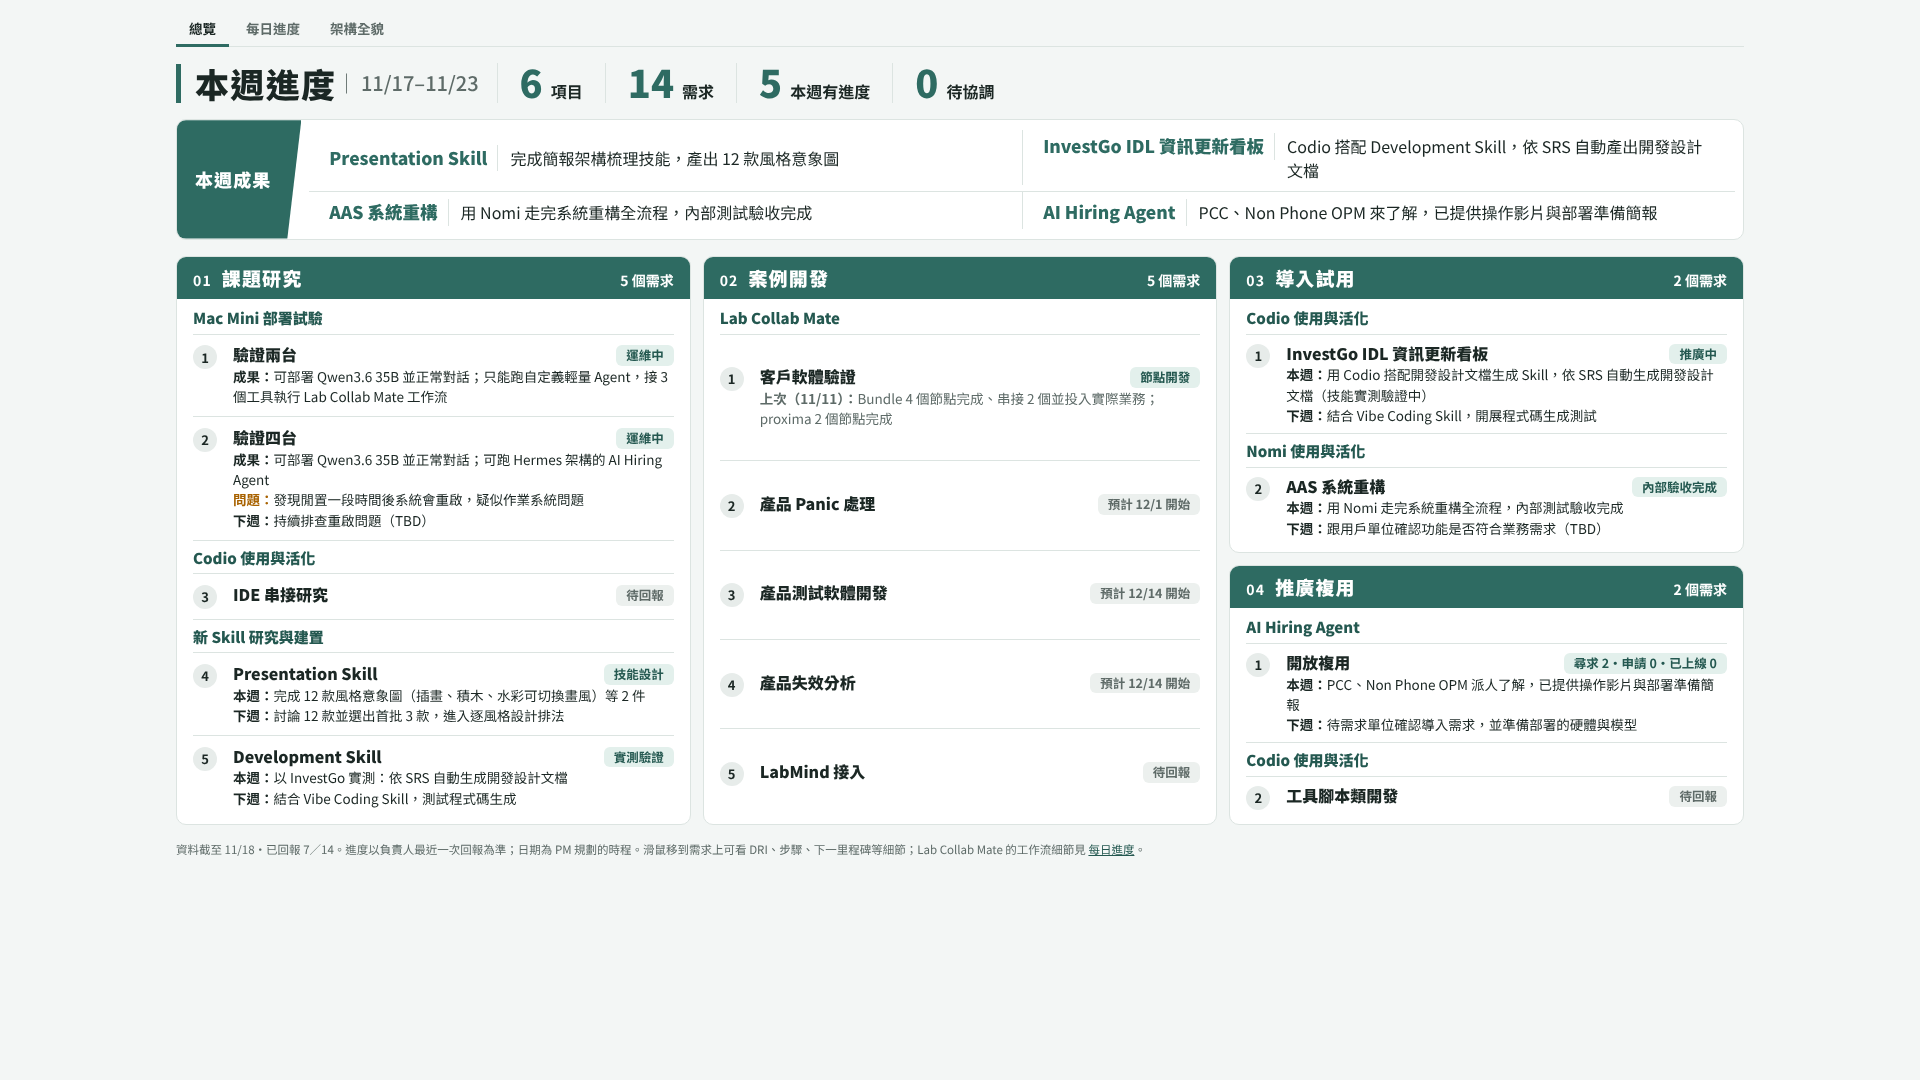 總覽 每日進度 架構全貌
本週進度 11/17–11/23 6 項目 14 需求 5 本週有進度 0 待協調
本週成果
Presentation Skill 完成簡報架構梳理技能，產出 12 款風格意象圖
InvestGo IDL 資訊更新看板 Codio 搭配 Development Skill，依 SRS 自動產出開發設計
文檔
AAS 系統重構 用 Nomi 走完系統重構全流程，內部測試驗收完成
AI Hiring Agent PCC、Non Phone OPM 來了解，已提供操作影片與部署準備簡報
01 課題研究 5 個需求
Mac Mini 部署試驗
1 驗證兩台 運維中
成果：可部署 Qwen3.6 35B 並正常對話；只能跑自定義輕量 Agent，接 3
個工具執行 Lab Collab Mate 工作流
2 驗證四台 運維中
成果：可部署 Qwen3.6 35B 並正常對話；可跑 Hermes 架構的 AI Hiring
Agent
問題：發現閒置一段時間後系統會重啟，疑似作業系統問題
下週：持續排查重啟問題（TBD）
Codio 使用與活化
3 IDE 串接研究 待回報
新 Skill 研究與建置
4 Presentation Skill 技能設計
本週：完成 12 款風格意象圖（插畫、積木、水彩可切換畫風）等 2 件
下週：討論 12 款並選出首批 3 款，進入逐風格設計排法
5 Development Skill 實測驗證
本週：以 InvestGo 實測：依 SRS 自動生成開發設計文檔
下週：結合 Vibe Coding Skill，測試程式碼生成
02 案例開發 5 個需求
Lab Collab Mate
1 客戶軟體驗證 節點開發
上次（11/11）：Bundle 4 個節點完成、串接 2 個並投入實際業務；
proxima 2 個節點完成
2 產品 Panic 處理 預計 12/1 開始
3 產品測試軟體開發 預計 12/14 開始
4 產品失效分析 預計 12/14 開始
5 LabMind 接入 待回報
03 導入試用 2 個需求
Codio 使用與活化
1 InvestGo IDL 資訊更新看板 推廣中
本週：用 Codio 搭配開發設計文檔生成 Skill，依 SRS 自動生成開發設計
文檔（技能實測驗證中）
下週：結合 Vibe Coding Skill，開展程式碼生成測試
Nomi 使用與活化
2 AAS 系統重構 內部驗收完成
本週：用 Nomi 走完系統重構全流程，內部測試驗收完成
下週：跟用戶單位確認功能是否符合業務需求（TBD）
04 推廣複用 2 個需求
AI Hiring Agent
1 開放複用 尋求 2・申請 0・已上線 0
本週：PCC、Non Phone OPM 派人了解，已提供操作影片與部署準備簡
報
下週：待需求單位確認導入需求，並準備部署的硬體與模型
Codio 使用與活化
2 工具腳本類開發 待回報
資料截至 11/18・已回報 7／14。進度以負責人最近一次回報為準；日期為 PM 規劃的時程。滑鼠移到需求上可看 DRI、步驟、下一里程碑等細節；Lab Collab Mate 的工作流細節見 每日進度。